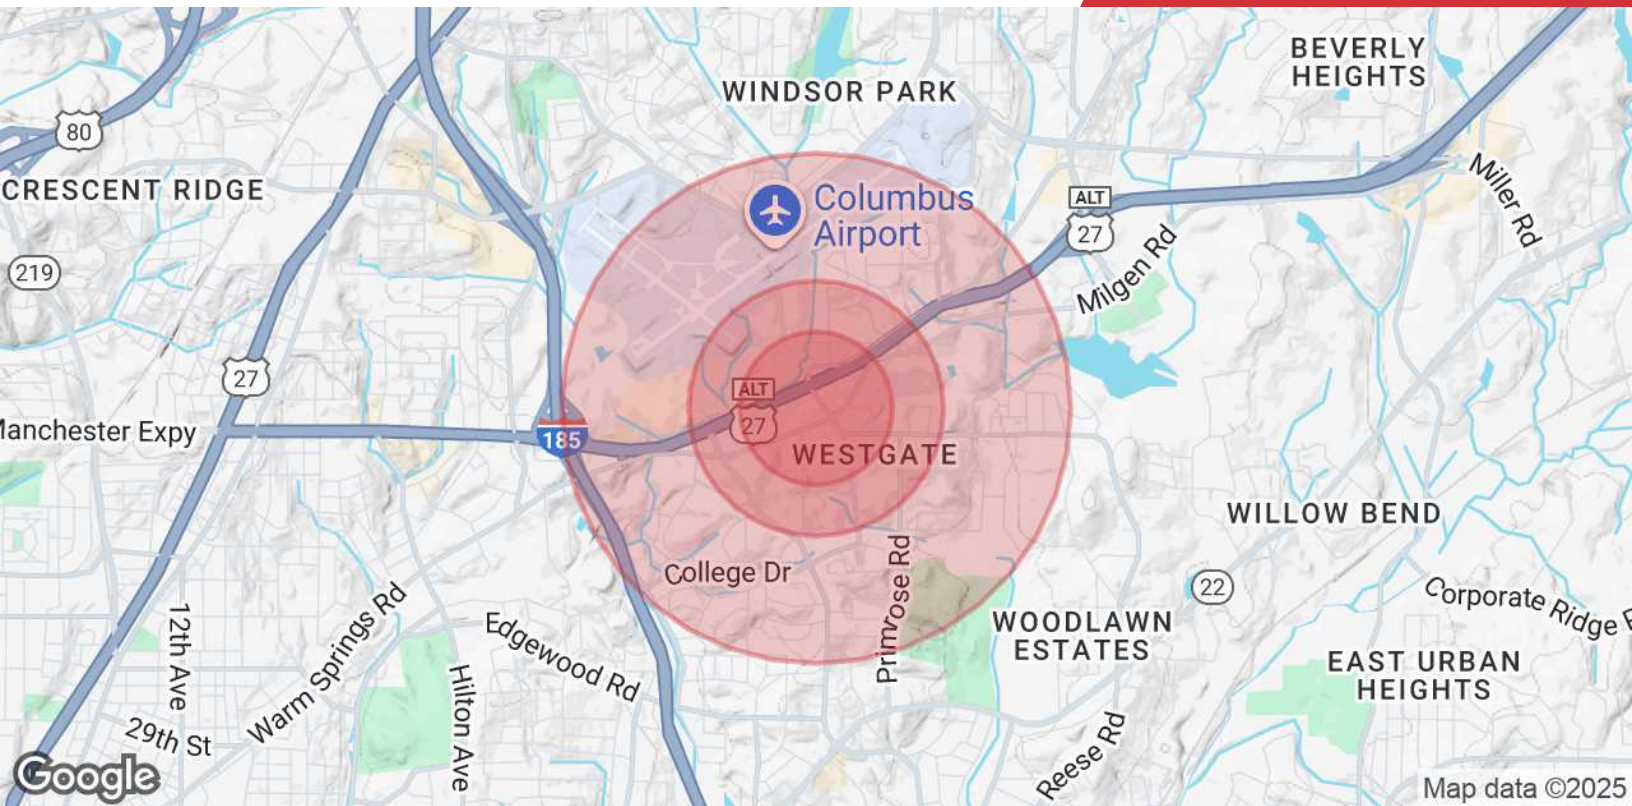 BEVERLY
HEIGHTS
WINDSOR PARK
80
CRESCENT RIDGE
Miller Rd
ALT
27
Columbus
Airport
219
Milgen Rd
27
ALT
27
Manchester Expy
185
WESTGATE
WILLOW BEND
College Dr
Primrose Rd
22
Corporate Ridge
12th Ave
Warm Springs Rd
Edgewood Rd
WOODLAWN
ESTATES
EAST URBAN
HEIGHTS
Hilton Ave
29th St
Reese Rd
Google
Map data ©2025